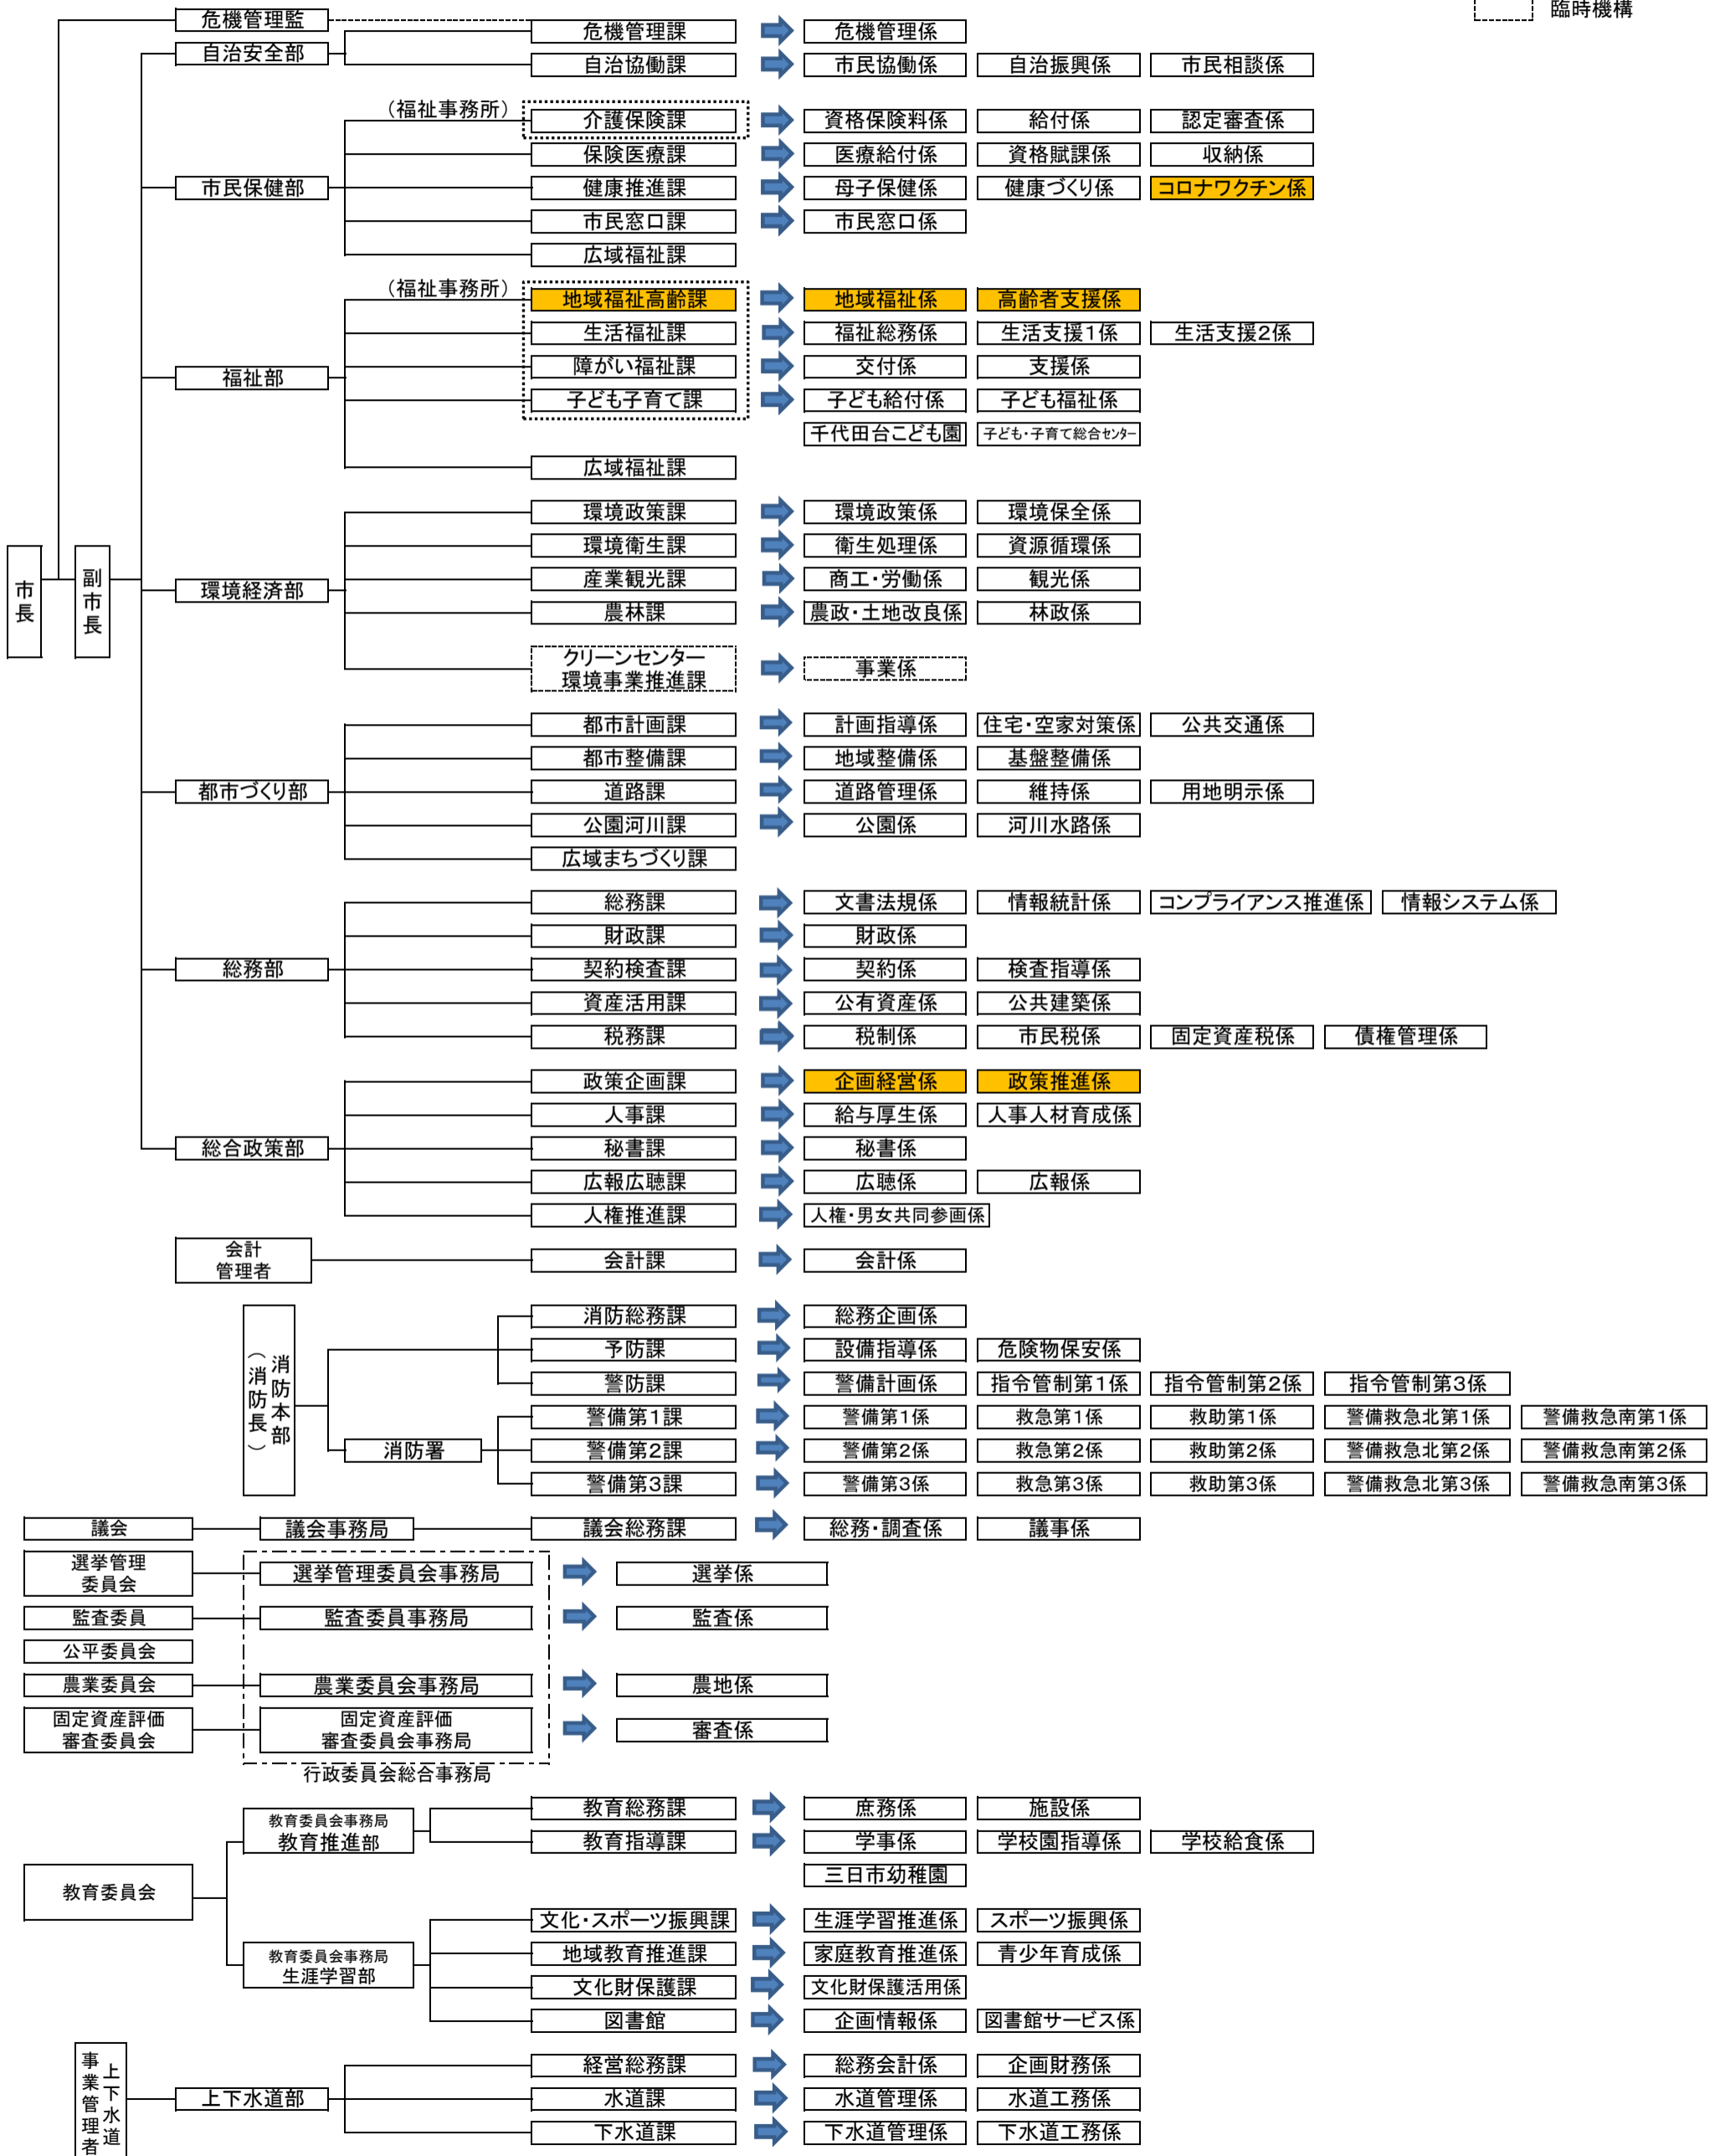 臨時機構
危機管理監
危機管理課
危機管理係
自治安全部
自治協働課
市民協働係
自治振興係
市民相談係
（福祉事務所）
介護保険課
資格保険料係
給付係
認定審査係
保険医療課
医療給付係
資格賦課係
収納係
市民保健部
健康推進課
母子保健係
健康づくり係
コロナワクチン係
市民窓口課
市民窓口係
広域福祉課
（福祉事務所）
地域福祉高齢課
地域福祉係
高齢者支援係
生活福祉課
福祉総務係
生活支援1係
生活支援2係
福祉部
障がい福祉課
交付係
支援係
子ども子育て課
子ども給付係
子ども福祉係
千代田台こども園
子ども・子育て総合センター
広域福祉課
市長
副市長
環境経済部
環境政策課
環境政策係
環境保全係
環境衛生課
衛生処理係
資源循環係
産業観光課
商工・労働係
観光係
農林課
農政・土地改良係
林政係
クリーンセンター
環境事業推進課
事業係
都市づくり部
都市計画課
計画指導係
住宅・空家対策係
公共交通係
都市整備課
地域整備係
基盤整備係
道路課
道路管理係
維持係
用地明示係
公園河川課
公園係
河川水路係
広域まちづくり課
総務部
総務課
文書法規係
情報統計係
コンプライアンス推進係
情報システム係
財政課
財政係
契約検査課
契約係
検査指導係
資産活用課
公有資産係
公共建築係
税務課
税制係
市民税係
固定資産税係
債権管理係
総合政策部
政策企画課
企画経営係
政策推進係
人事課
給与厚生係
人事人材育成係
秘書課
秘書係
広報広聴課
広聴係
広報係
人権推進課
人権・男女共同参画係
会計
管理者
会計課
会計係
消防本部
（消防長）
消防総務課
総務企画係
予防課
設備指導係
危険物保安係
警防課
警備計画係
指令管制第1係
指令管制第2係
指令管制第3係
消防署
警備第1課
警備第1係
救急第1係
救助第1係
警備救急北第1係
警備救急南第1係
警備第2課
警備第2係
救急第2係
救助第2係
警備救急北第2係
警備救急南第2係
警備第3課
警備第3係
救急第3係
救助第3係
警備救急北第3係
警備救急南第3係
議会
議会事務局
議会総務課
総務・調査係
議事係
選挙管理
委員会
選挙管理委員会事務局
選挙係
監査委員
監査委員事務局
監査係
公平委員会
農業委員会
農業委員会事務局
農地係
固定資産評価
審査委員会
固定資産評価
審査委員会事務局
審査係
行政委員会総合事務局
教育委員会
教育委員会事務局
教育推進部
教育総務課
庶務係
施設係
教育指導課
学事係
学校園指導係
学校給食係
三日市幼稚園
教育委員会事務局
生涯学習部
文化・スポーツ振興課
生涯学習推進係
スポーツ振興係
地域教育推進課
家庭教育推進係
青少年育成係
文化財保護課
文化財保護活用係
図書館
企画情報係
図書館サービス係
上下水道
事業管理者
上下水道部
経営総務課
総務会計係
企画財務係
水道課
水道管理係
水道工務係
下水道課
下水道管理係
下水道工務係